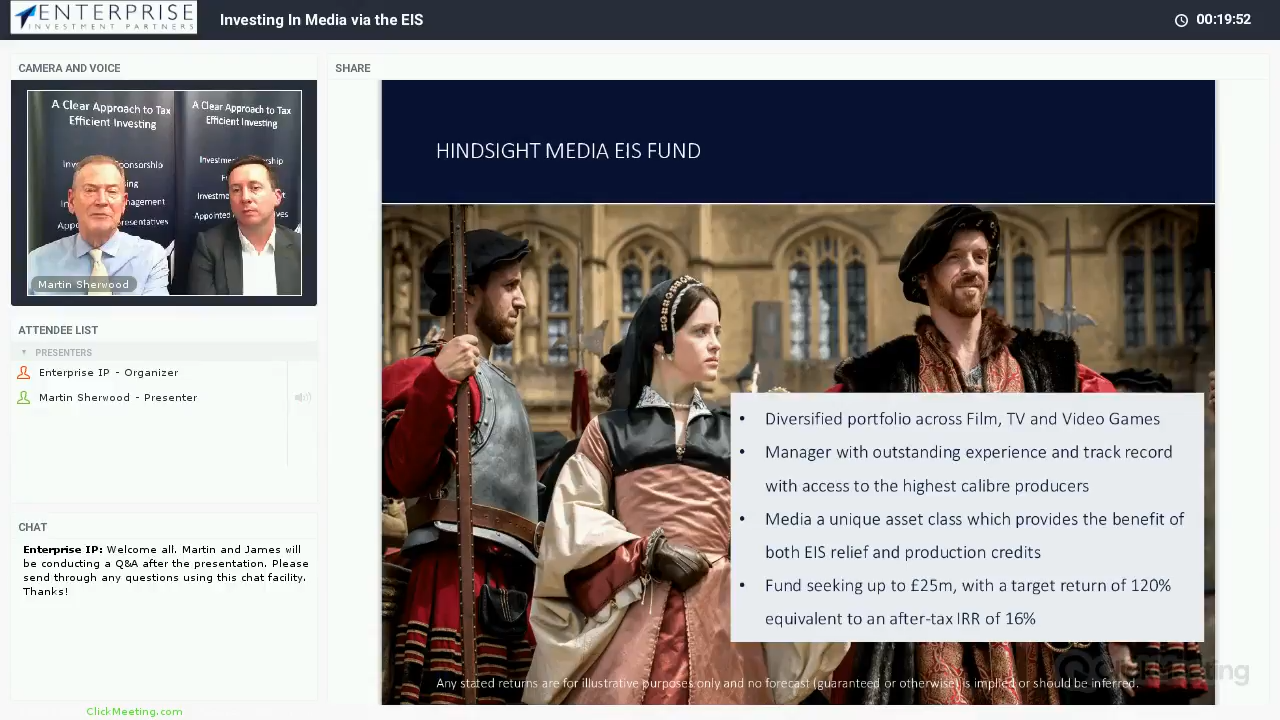 ENTERPRISE
INVESTMENT PARTNERS
Investing In Media via the EIS
00:19:52
CAMERA AND VOICE
A Clear Approach to Tax
Efficient Investing
A Clear Approach to Tax
Efficient Investing
Martin Sherwood
ATTENDEE LIST
PRESENTERS
Enterprise IP - Organizer
Martin Sherwood - Presenter
CHAT
Enterprise IP: Welcome all. Martin and James will
be conducting a Q&A after the presentation. Please
send through any questions using this chat facility.
Thanks!
ClickMeeting.com
SHARE
HINDSIGHT MEDIA EIS FUND
• Diversified portfolio across Film, TV and Video Games
• Manager with outstanding experience and track record
with access to the highest calibre producers
• Media a unique asset class which provides the benefit of
both EIS relief and production credits
• Fund seeking up to £25m, with a target return of 120%
equivalent to an after-tax IRR of 16%
Any stated returns are for illustrative purposes only and no forecast (guaranteed or otherwise) is implied or should be inferred.
ClickMeeting